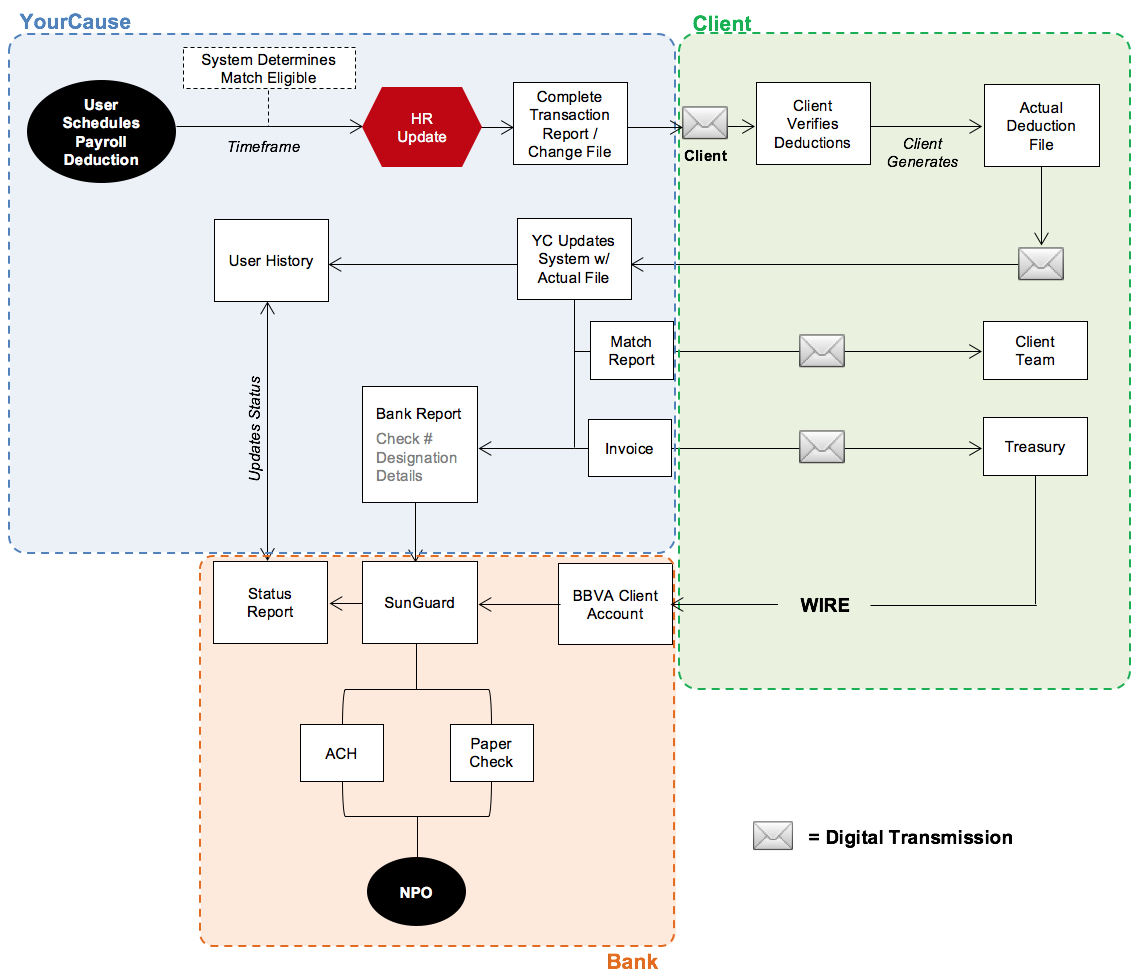 YourCause
Client
System Determines
Match Eligible
User
Schedules
Payroll
Deduction
Timeframe
HR
Update
Complete
Transaction
Report /
Change File
Client
Client
Verifies
Deductions
Client
Generates
Actual
Deduction
File
User History
YC Updates
System w/
Actual File
Match
Report
Client
Team
Updates Status
Bank Report
Check #
Designation
Details
Invoice
Treasury
Status
Report
SunGuard
BBVA Client
Account
WIRE
ACH
Paper
Check
= Digital Transmission
NPO
Bank